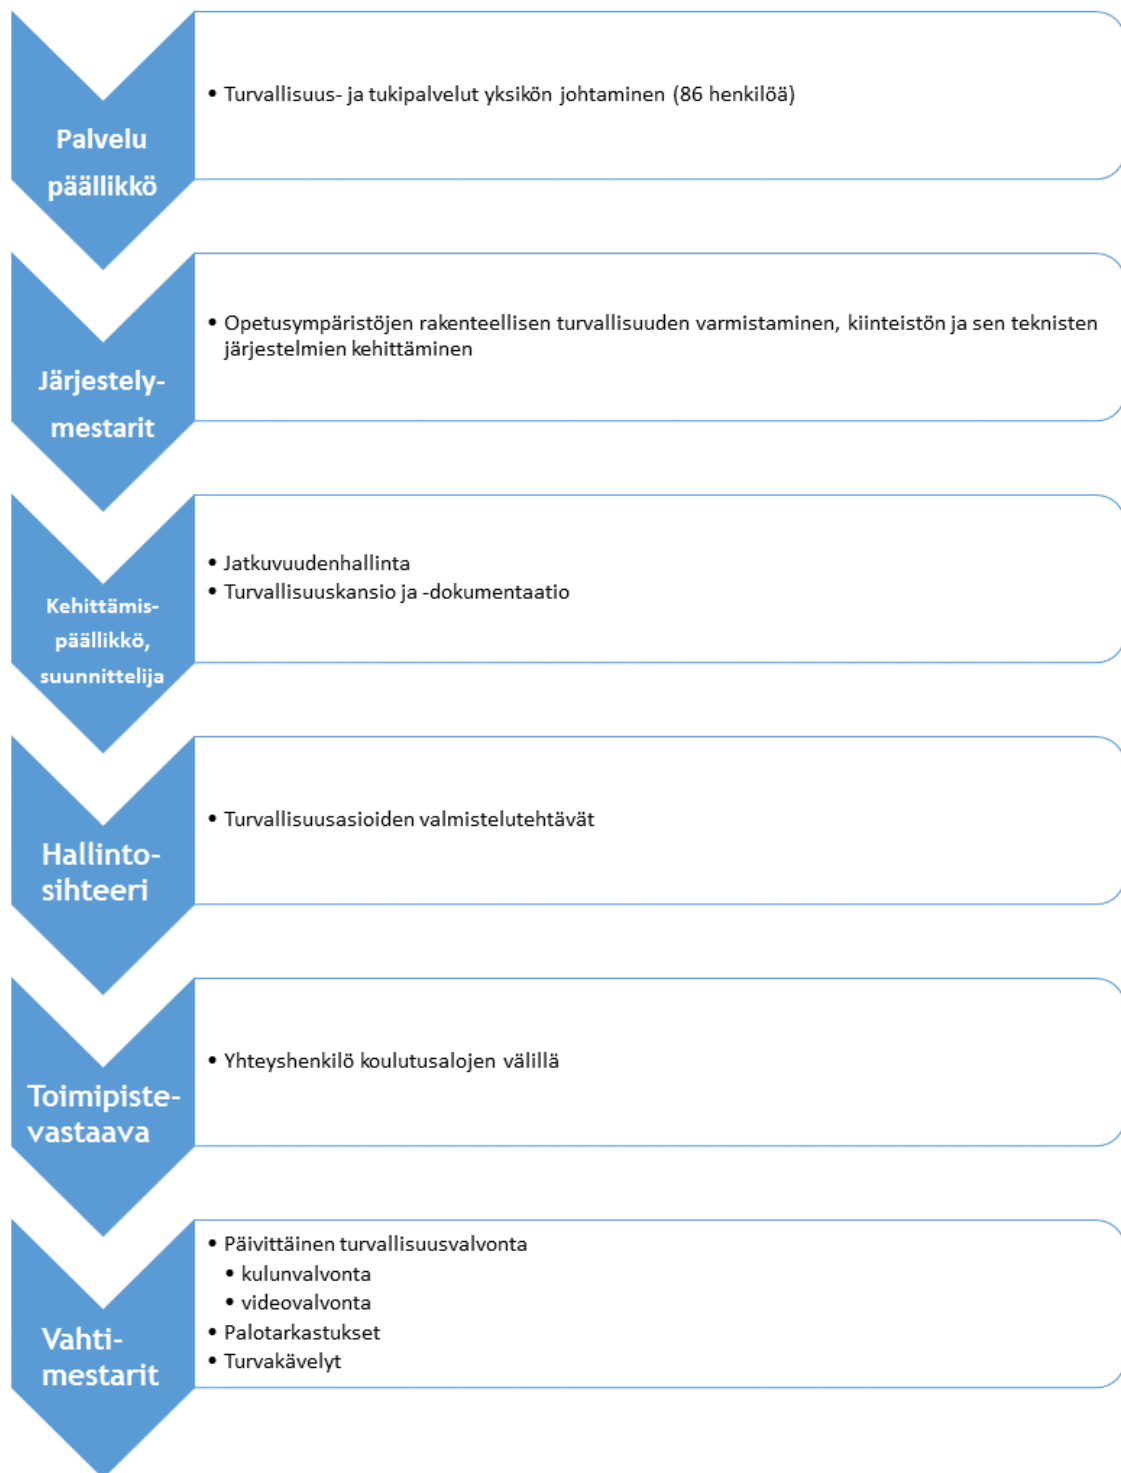 Palvelu
päällikkö
• Turvallisuus- ja tukipalvelut yksikön johtaminen (86 henkilöä)
Järjestely-
mestarit
• Opetusympäristöjen rakenteellisen turvallisuuden varmistaminen, kiinteistön ja sen teknisten
järjestelmien kehittäminen
Kehittämis-
päällikkö,
suunnittelija
• Jatkuvuudenhallinta
• Turvallisuuskansio ja -dokumentaatio
Hallinto-
sihteeri
• Turvallisuusasioiden valmistelutehtävät
Toimipiste-
vastaava
• Yhteyshenkilö koulutusalojen välillä
Vahti-
mestarit
• Päivittäinen turvallisuusvalvonta
• kulunvalvonta
• videovalvonta
• Palotarkastukset
• Turvakävelyt